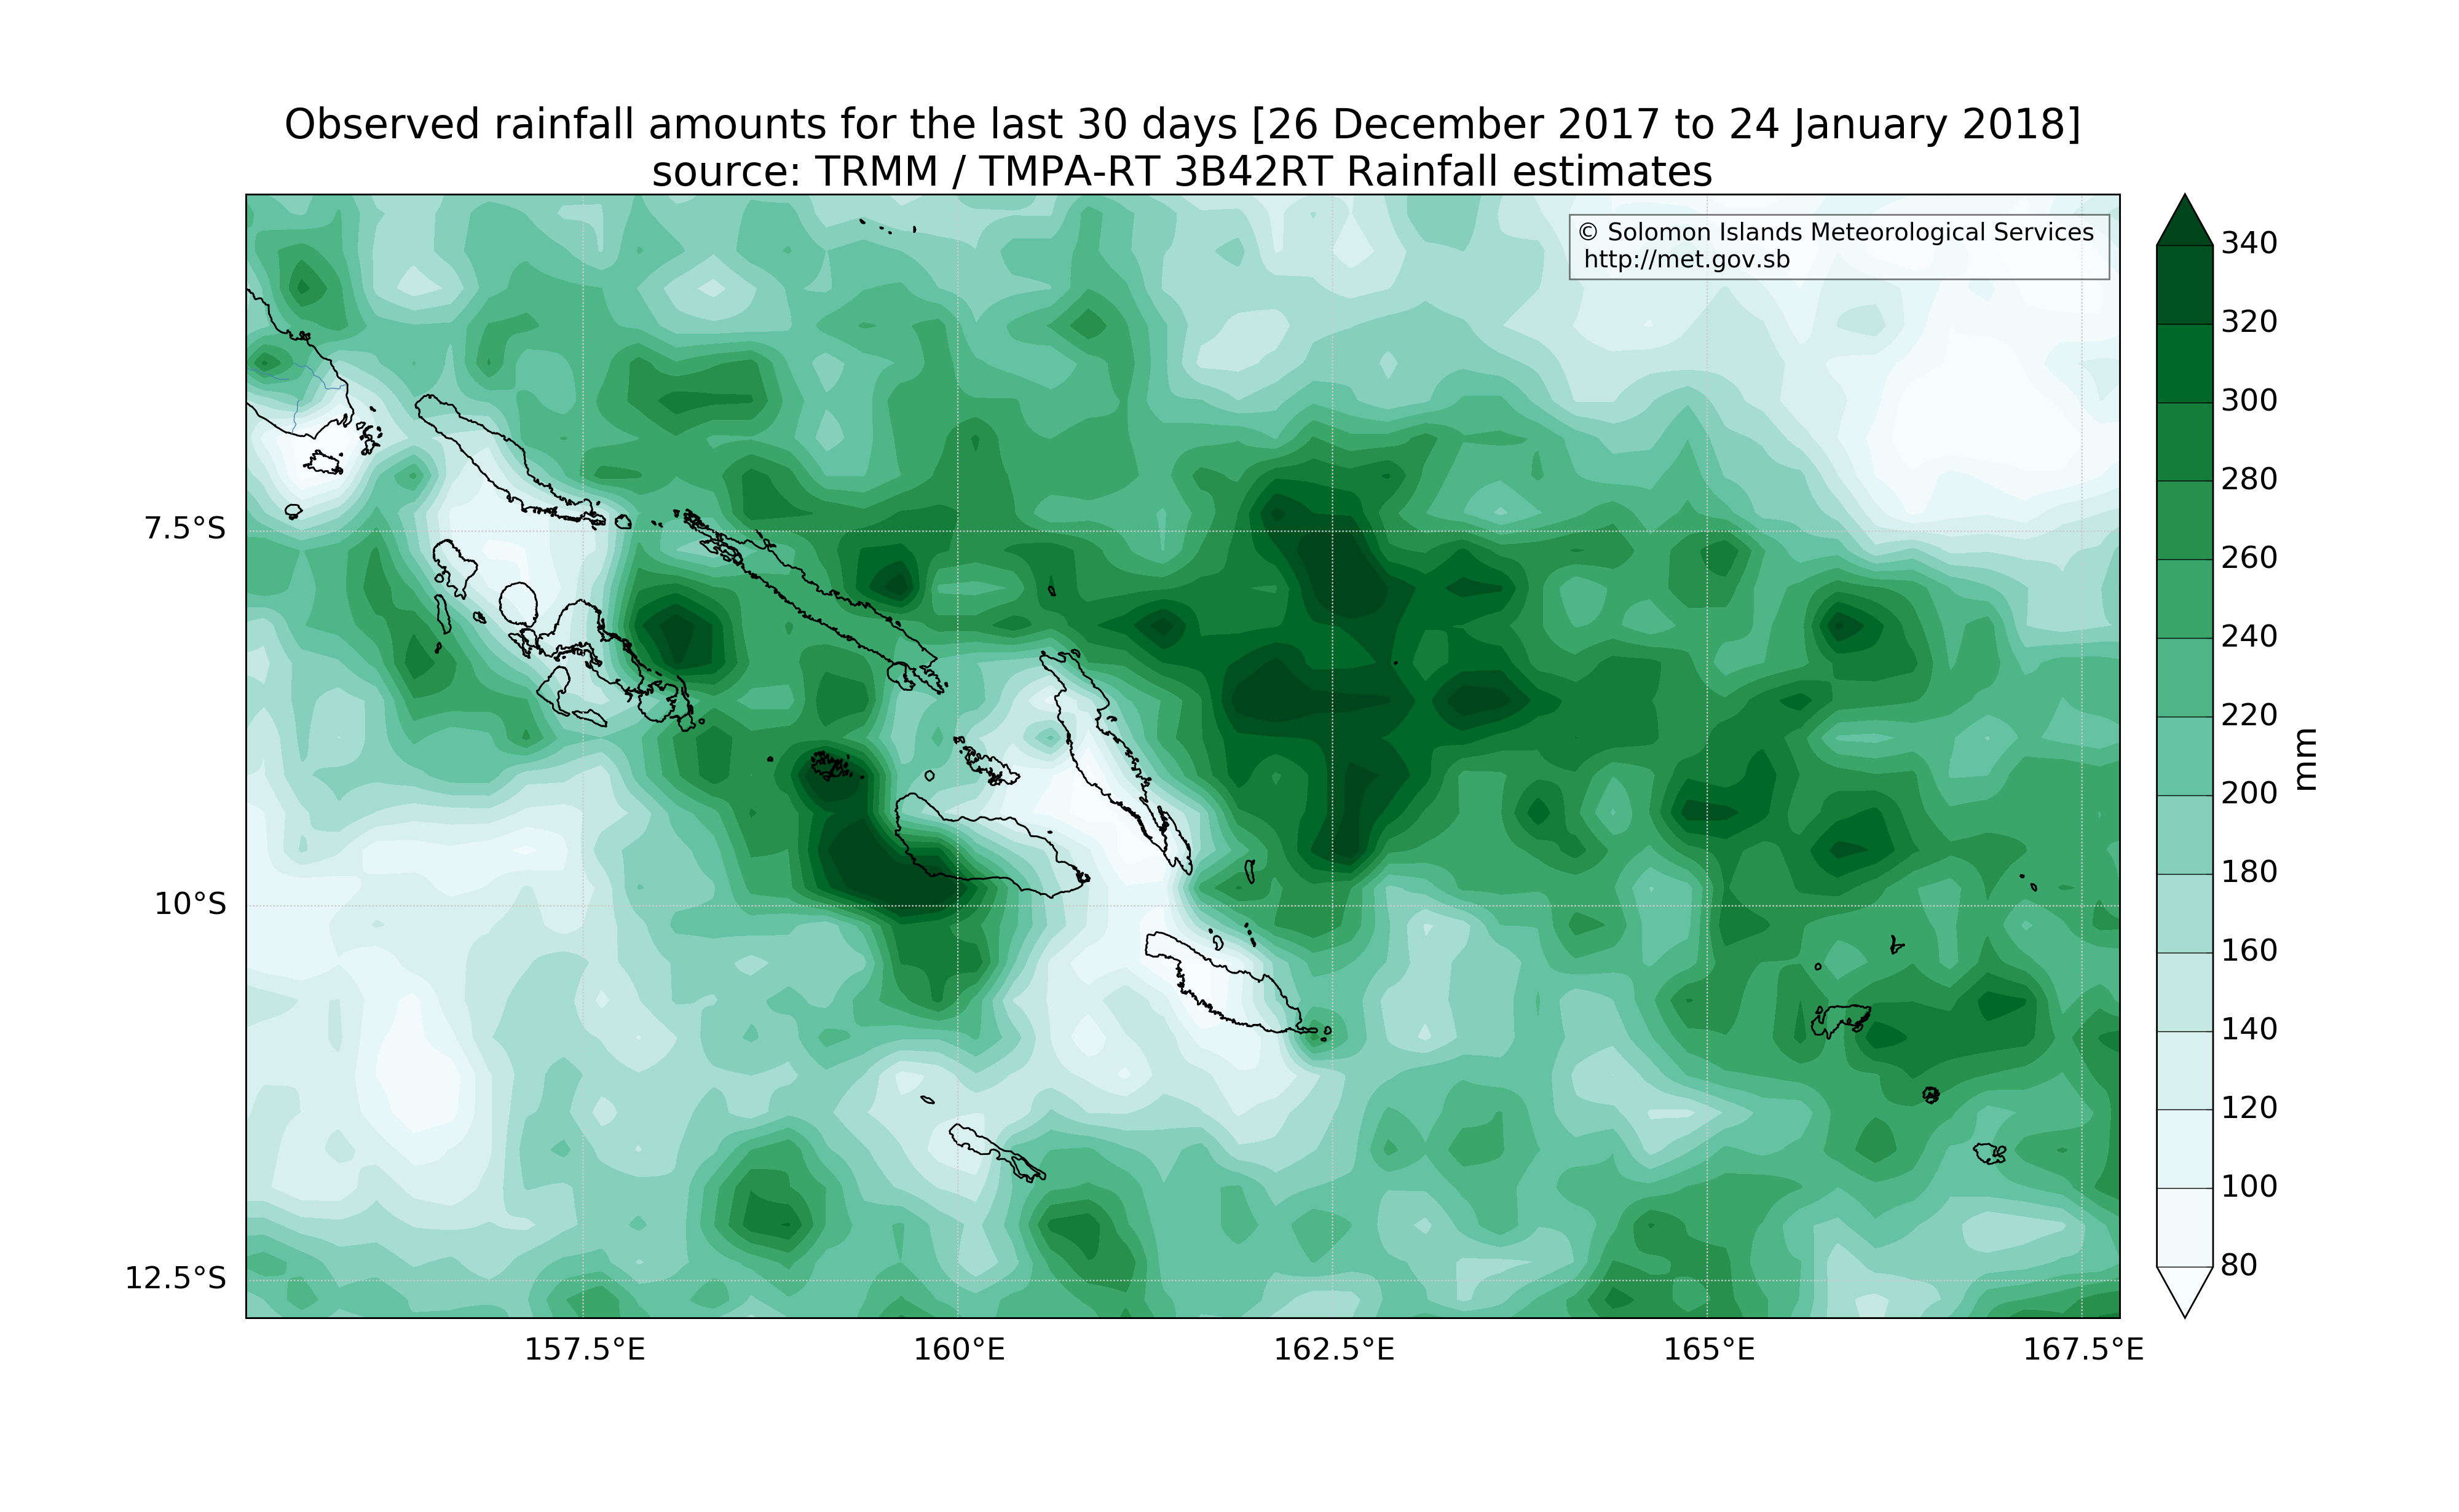 Observed rainfall amounts for the last 30 days [26 December 2017 to 24 January 2018]
source: TRMM / TMPA-RT 3B42RT Rainfall estimates
© Solomon Islands Meteorological Services
http://met.gov.sb
340
320
300
280
260
240
220
200
180
160
140
120
100
80
mm
7.5°S
10°S
12.5°S
157.5°E
160°E
162.5°E
165°E
167.5°E